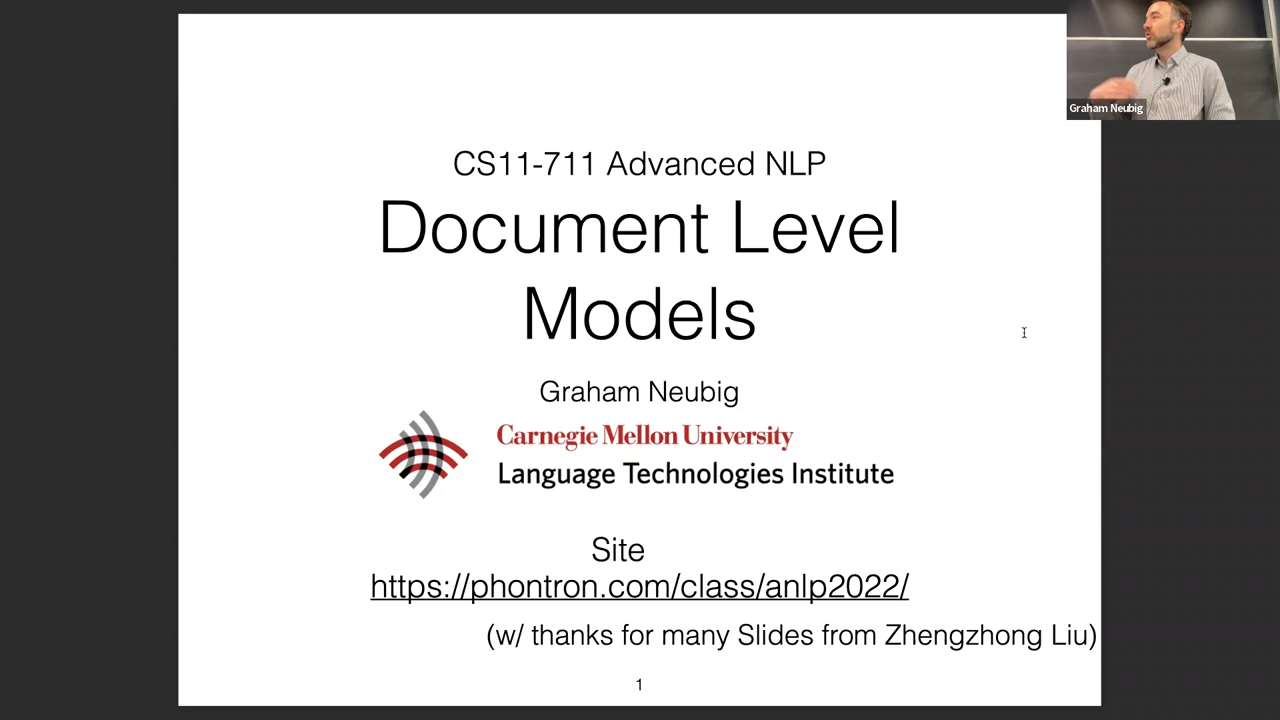 Graham Neubig
CS11-711 Advanced NLP
Document Level
Models
Graham Neubig
Carnegie Mellon University
Language Technologies Institute
Site
https://phontron.com/class/anlp2022/
(w/ thanks for many Slides from Zhengzhong Liu)
1